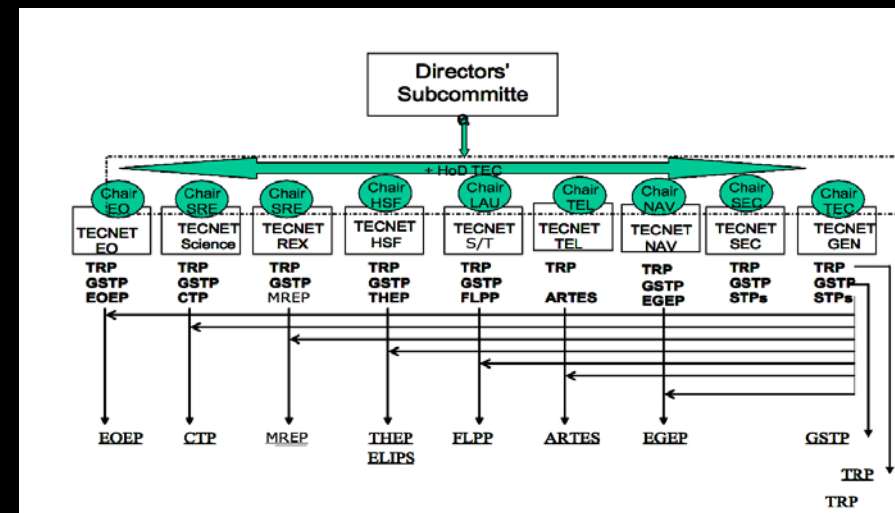 Directors'
Subcommitte
e
+ HoD TEC
Chair EO
Chair SRE
Chair SRE
Chair HSF
Chair LAU
Chair TEL
Chair NAV
Chair SEC
Chair TEC
TECNET EO
TECNET Science
TECNET REX
TECNET HSF
TECNET S/T
TECNET TEL
TECNET NAV
TECNET SEC
TECNET GEN
TRP GSTP EOEP
TRP GSTP CTP
TRP GSTP MREP
TRP GSTP THEP
TRP GSTP FLPP
TRP ARTES
TRP GSTP EGEP
TRP GSTP STPs
TRP GSTP STPs
EOEP CTP MREP THEP FLPP ARTES EGEP GSTP
ELIPS
TRP
TRP